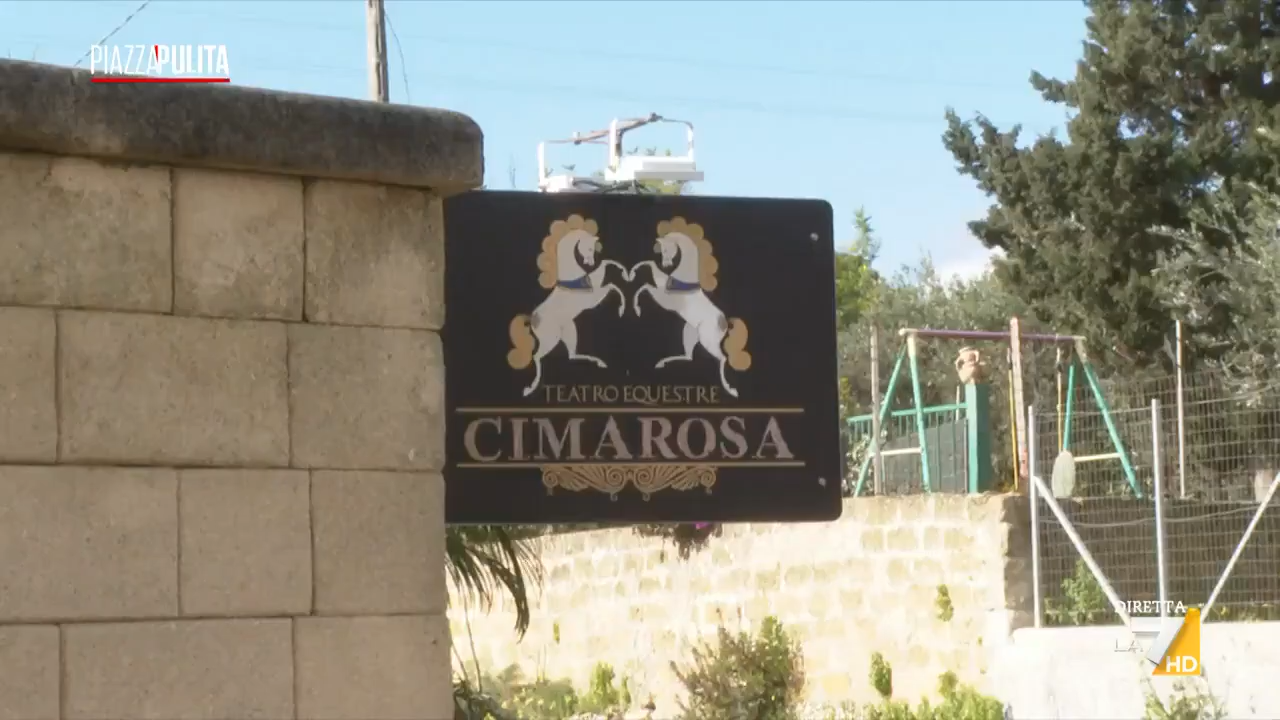 PIAZZAPULITA
TEATRO EQUESTRE
CIMAROSA
DIRETTA
LA7
HD